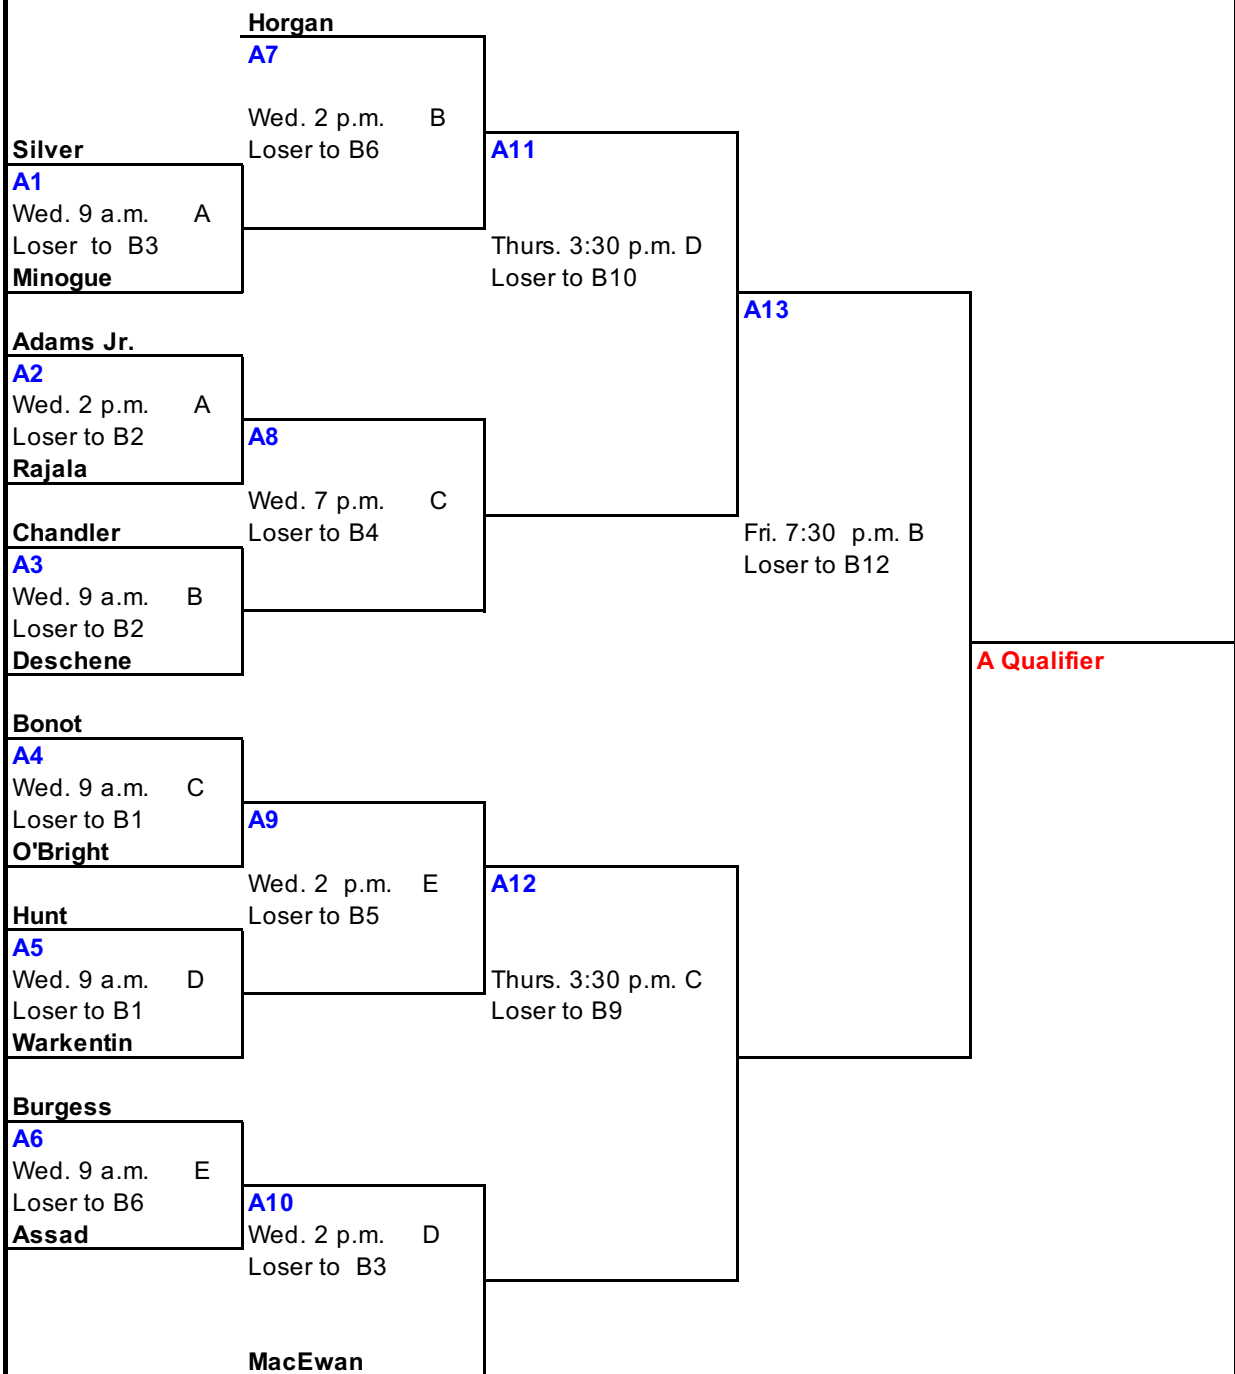 Horgan
A7
Wed. 2 p.m. B
Loser to B6
Silver
A1
Wed. 9 a.m. A
Loser to B3
Minogue
A11
Thurs. 3:30 p.m. D
Loser to B10
A13
Adams Jr.
A2
Wed. 2 p.m. A
Loser to B2
Rajala
A8
Wed. 7 p.m. C
Loser to B4
Chandler
A3
Wed. 9 a.m. B
Loser to B2
Deschene
Fri. 7:30 p.m. B
Loser to B12
A Qualifier
Bonot
A4
Wed. 9 a.m. C
Loser to B1
O'Bright
A9
Wed. 2 p.m. E
Loser to B5
A12
Hunt
A5
Wed. 9 a.m. D
Loser to B1
Warkentin
Thurs. 3:30 p.m. C
Loser to B9
Burgess
A6
Wed. 9 a.m. E
Loser to B6
Assad
A10
Wed. 2 p.m. D
Loser to B3
MacEwan